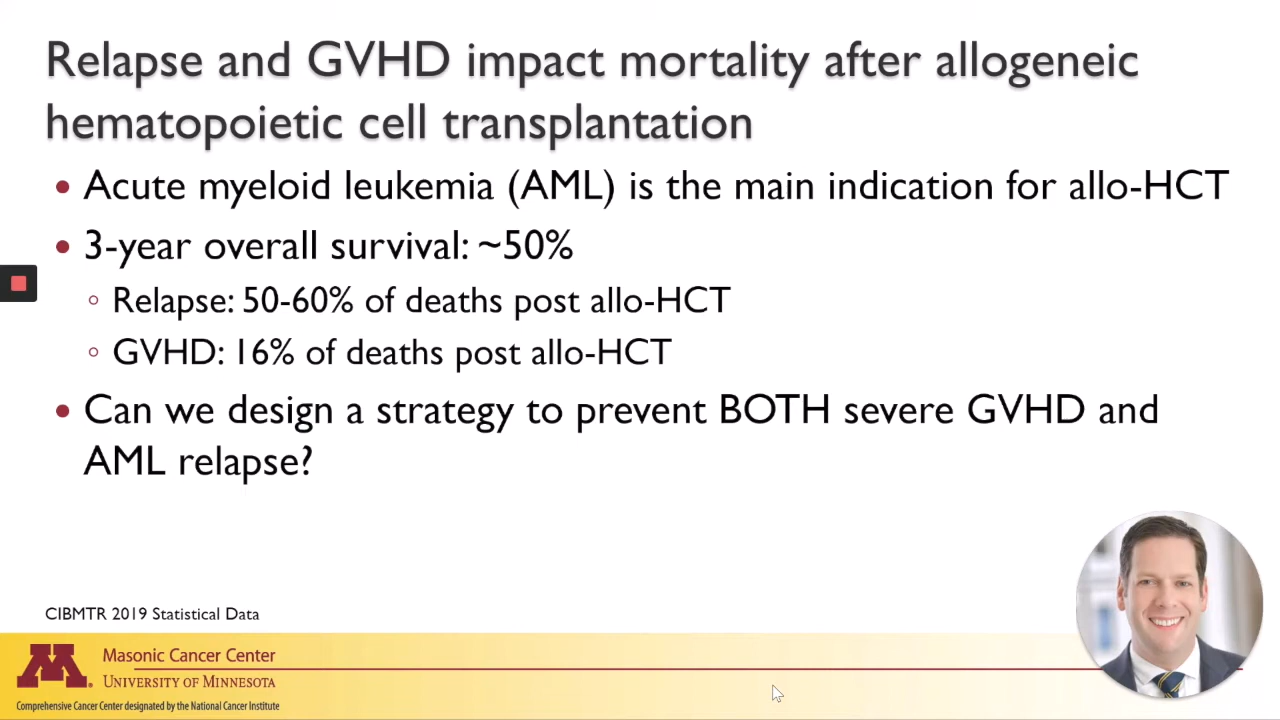 Relapse and GVHD impact mortality after allogeneic
hematopoietic cell transplantation
• Acute myeloid leukemia (AML) is the main indication for allo-HCT
• 3-year overall survival: ~50%
◦ Relapse: 50-60% of deaths post allo-HCT
◦ GVHD: 16% of deaths post allo-HCT
• Can we design a strategy to prevent BOTH severe GVHD and
AML relapse?
CIBMTR 2019 Statistical Data
M
Masonic Cancer Center
UNIVERSITY OF MINNESOTA
Comprehensive Cancer Center designated by the National Cancer Institute